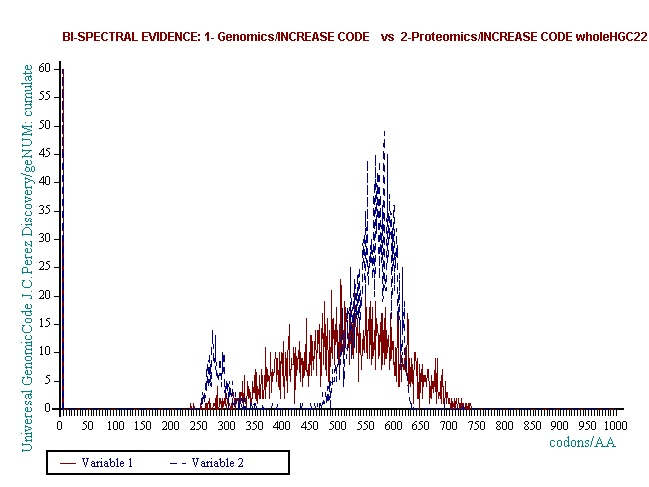 BI-SPECTRAL EVIDENCE: 1- Genomics/INCREASE CODE vs 2-Proteomics/INCREASE CODE wholeHGC22
Univeresal GenomicCode J.C.Perez Discovery/geNUM: cumulate
60
55
50
45
40
35
30
25
20
15
10
5
0
0 50 100 150 200 250 300 350 400 450 500 550 600 650 700 750 800 850 900 950 1000
codons/AA
Variable 1 Variable 2